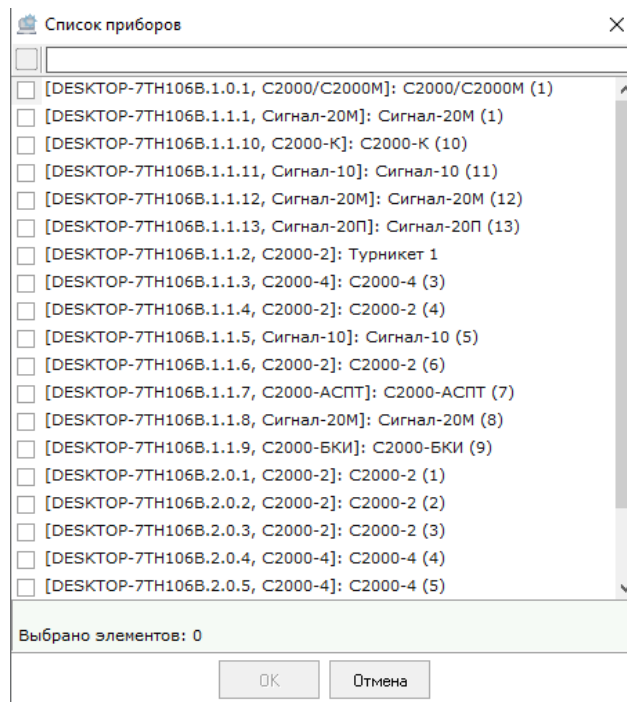 Список приборов
[DESKTOP-7TH106B.1.0.1, С2000/С2000М]: С2000/С2000М (1)
[DESKTOP-7TH106B.1.1.1, Сигнал-20М]: Сигнал-20М (1)
[DESKTOP-7TH106B.1.1.10, С2000-К]: С2000-К (10)
[DESKTOP-7TH106B.1.1.11, Сигнал-10]: Сигнал-10 (11)
[DESKTOP-7TH106B.1.1.12, Сигнал-20М]: Сигнал-20М (12)
[DESKTOP-7TH106B.1.1.13, Сигнал-20П]: Сигнал-20П (13)
[DESKTOP-7TH106B.1.1.2, С2000-2]: Турникет 1
[DESKTOP-7TH106B.1.1.3, С2000-4]: С2000-4 (3)
[DESKTOP-7TH106B.1.1.4, С2000-2]: С2000-2 (4)
[DESKTOP-7TH106B.1.1.5, Сигнал-10]: Сигнал-10 (5)
[DESKTOP-7TH106B.1.1.6, С2000-2]: С2000-2 (6)
[DESKTOP-7TH106B.1.1.7, С2000-АСПТ]: С2000-АСПТ (7)
[DESKTOP-7TH106B.1.1.8, Сигнал-20М]: Сигнал-20М (8)
[DESKTOP-7TH106B.1.1.9, С2000-БКИ]: С2000-БКИ (9)
[DESKTOP-7TH106B.2.0.1, С2000-2]: С2000-2 (1)
[DESKTOP-7TH106B.2.0.2, С2000-2]: С2000-2 (2)
[DESKTOP-7TH106B.2.0.3, С2000-2]: С2000-2 (3)
[DESKTOP-7TH106B.2.0.4, С2000-4]: С2000-4 (4)
[DESKTOP-7TH106B.2.0.5, С2000-4]: С2000-4 (5)
Выбрано элементов: 0
OK Отмена